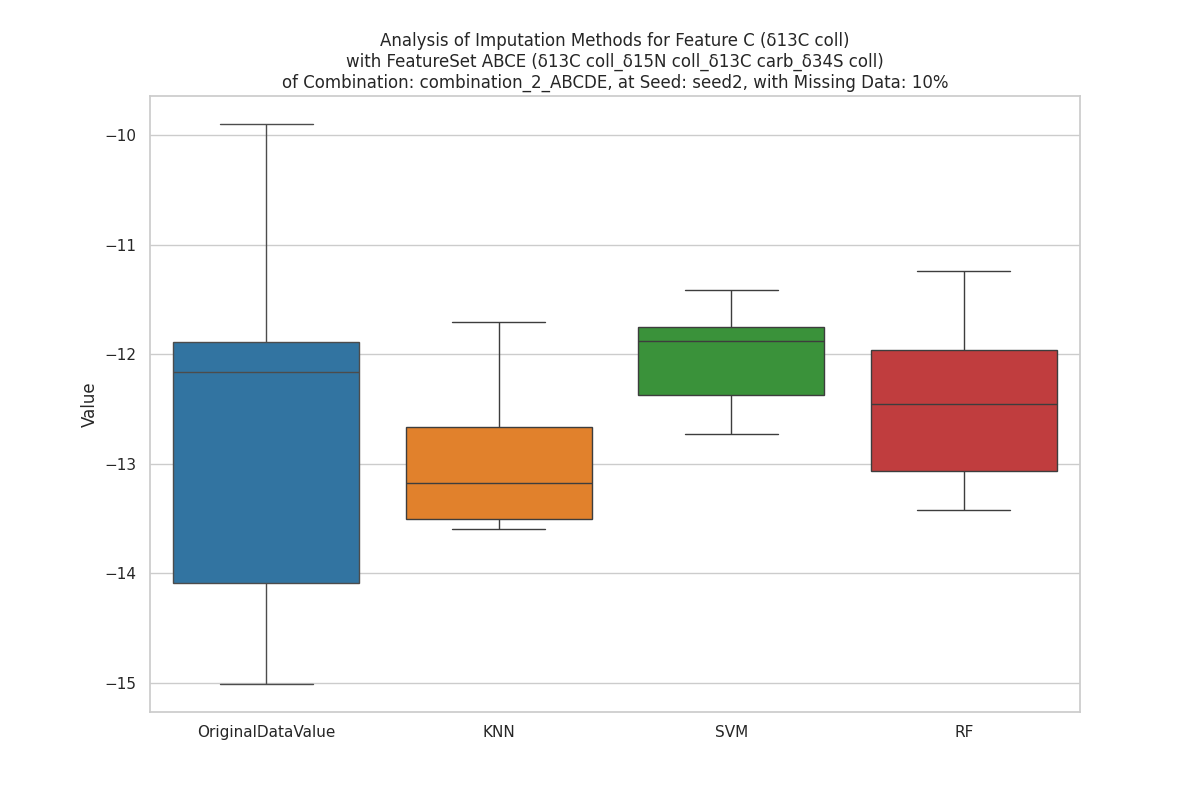 Analysis of Imputation Methods for Feature C (δ13C coll)
with FeatureSet ABCE (δ13C coll_δ15N coll_δ13C carb_δ34S coll)
of Combination: combination_2_ABCDE, at Seed: seed2, with Missing Data: 10%
−10
−11
−12
−13
−14
−15
Value
OriginalDataValue
KNN
SVM
RF